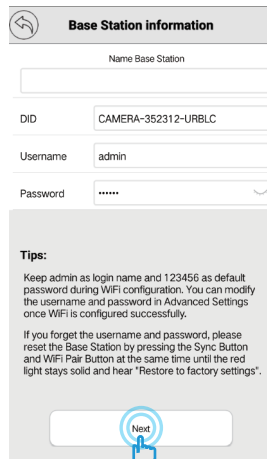 Base Station information
Name Base Station
DID CAMERA-352312-URBLC
Username admin
Password ••••••
Tips:
Keep admin as login name and 123456 as default
password during WiFi configuration. You can modify
the username and password in Advanced Settings
once WiFi is configured successfully.
If you forget the username and password, please
reset the Base Station by pressing the Sync Button
and WiFi Pair Button at the same time until the red
light stays solid and hear "Restore to factory settings".
Next